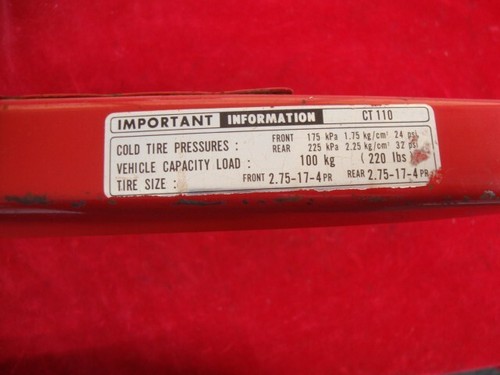 IMPORTANT INFORMATION CT110
COLD TIRE PRESSURES : FRONT 175 kPa 1.75 kg/cm² 24 psi
REAR 225 kPa 2.25 kg/cm² 32 psi
VEHICLE CAPACITY LOAD : 100 kg (220 lbs
TIRE SIZE : FRONT 2.75-17-4PR REAR 2.75-17-4PR